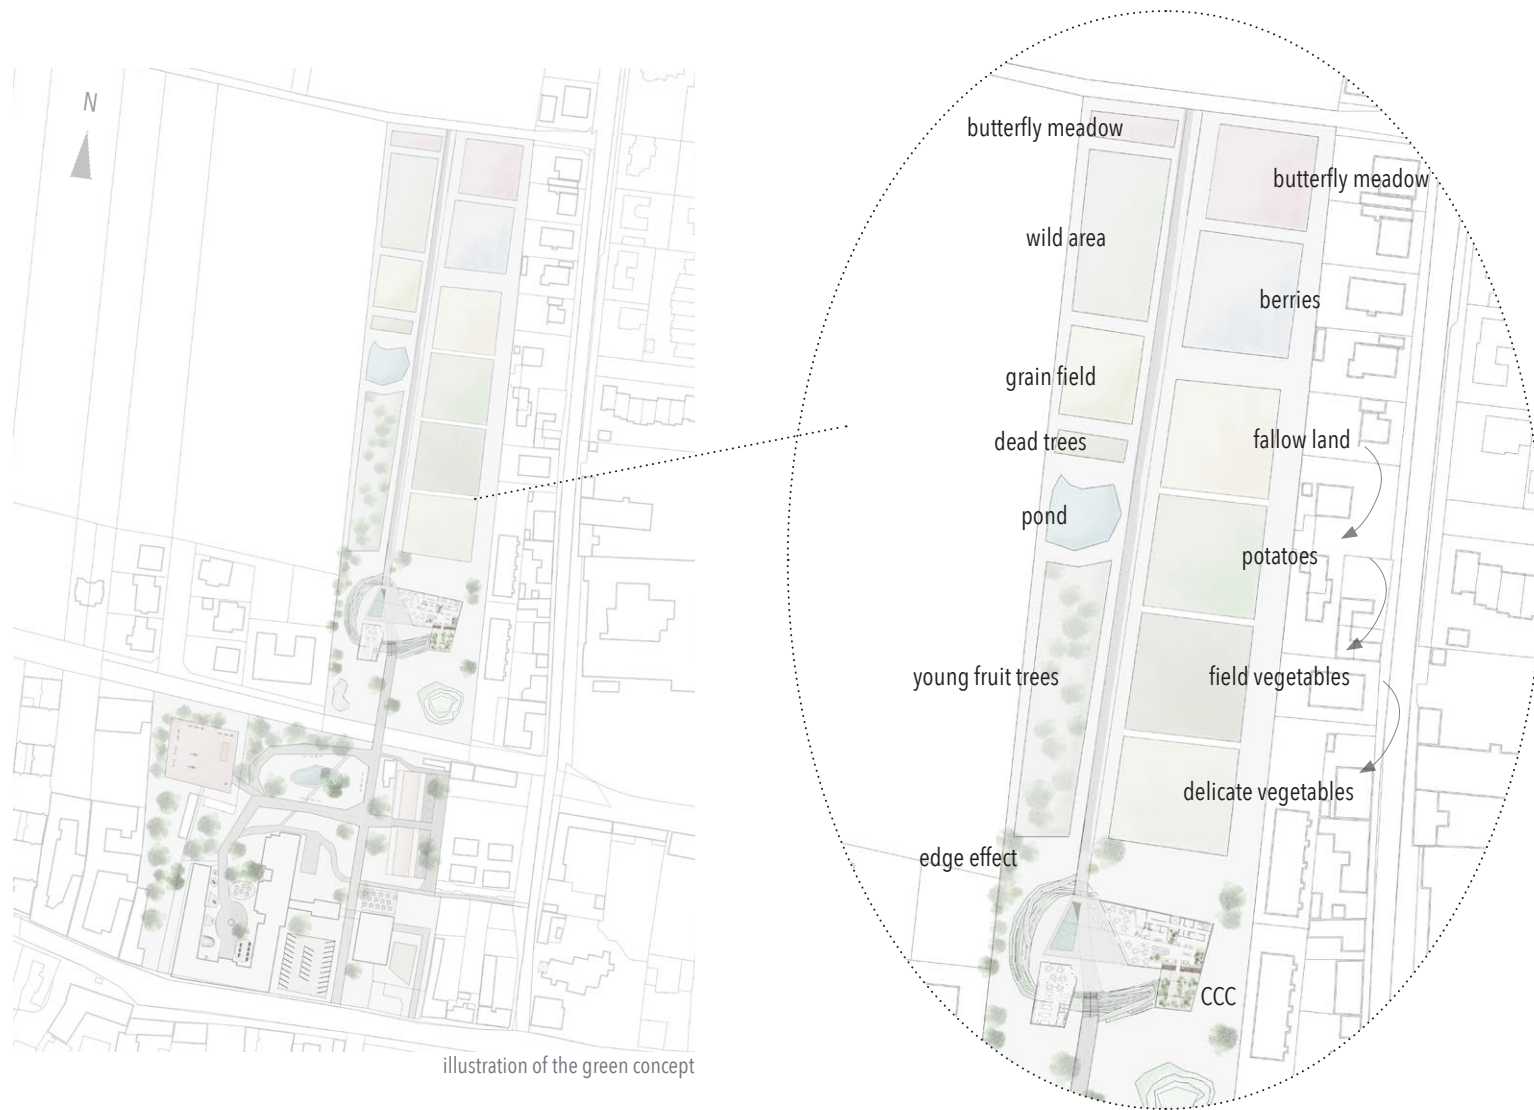 N
butterfly meadow
butterfly meadow
wild area
berries
grain field
dead trees
fallow land
pond
potatoes
young fruit trees
field vegetables
delicate vegetables
edge effect
CCC
illustration of the green concept